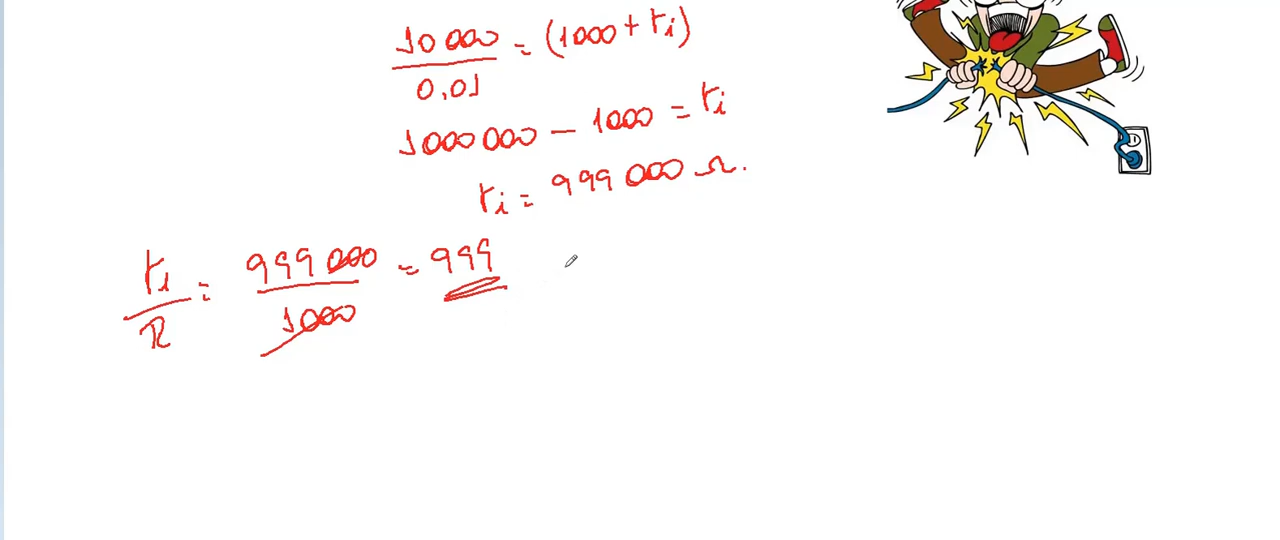 10 000 / 0,01 = (1000 + ri)
1000 000 - 1000 = ri
ri = 999 000 Ω.
ri / R = 999 000 / 1000 = 999